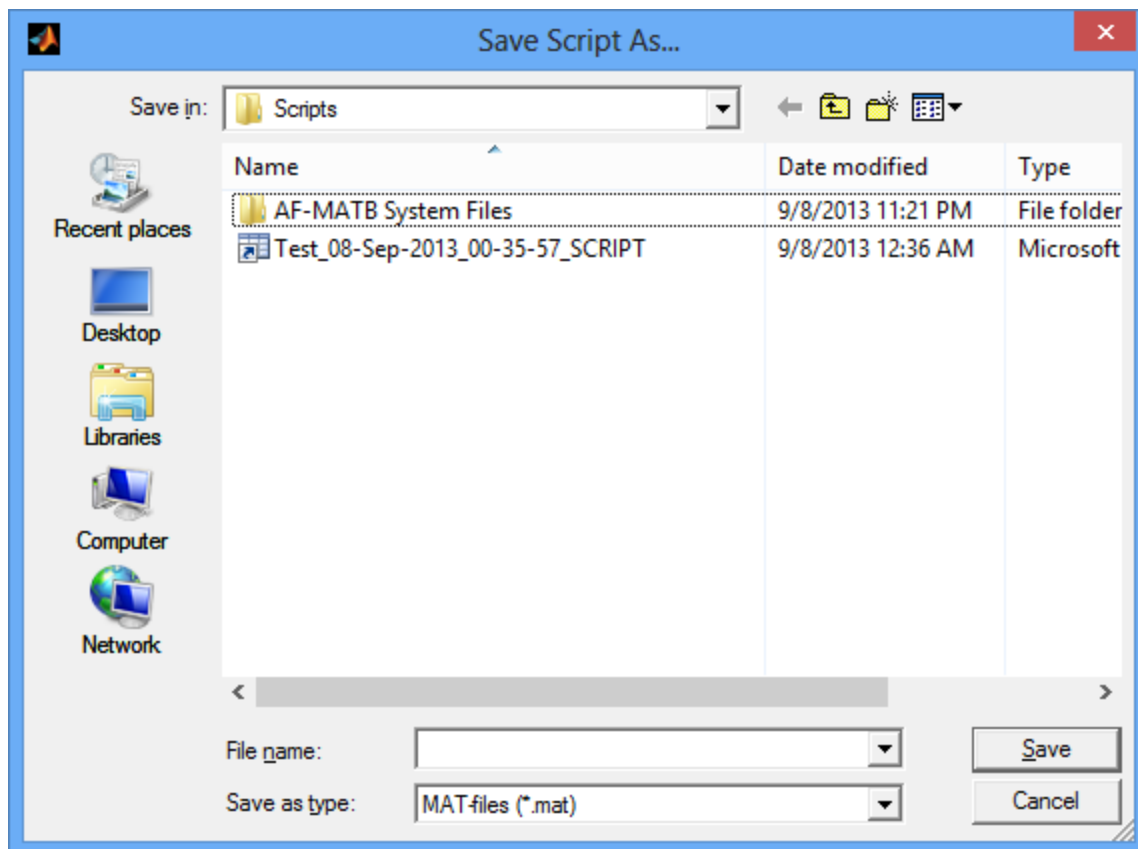 Save Script As...
Save in: Scripts
Name Date modified Type
AF-MATB System Files 9/8/2013 11:21 PM File folder
Test_08-Sep-2013_00-35-57_SCRIPT 9/8/2013 12:36 AM Microsoft
Recent places
Desktop
Libraries
Computer
Network
File name: Save
Save as type: MAT-files (*.mat) Cancel